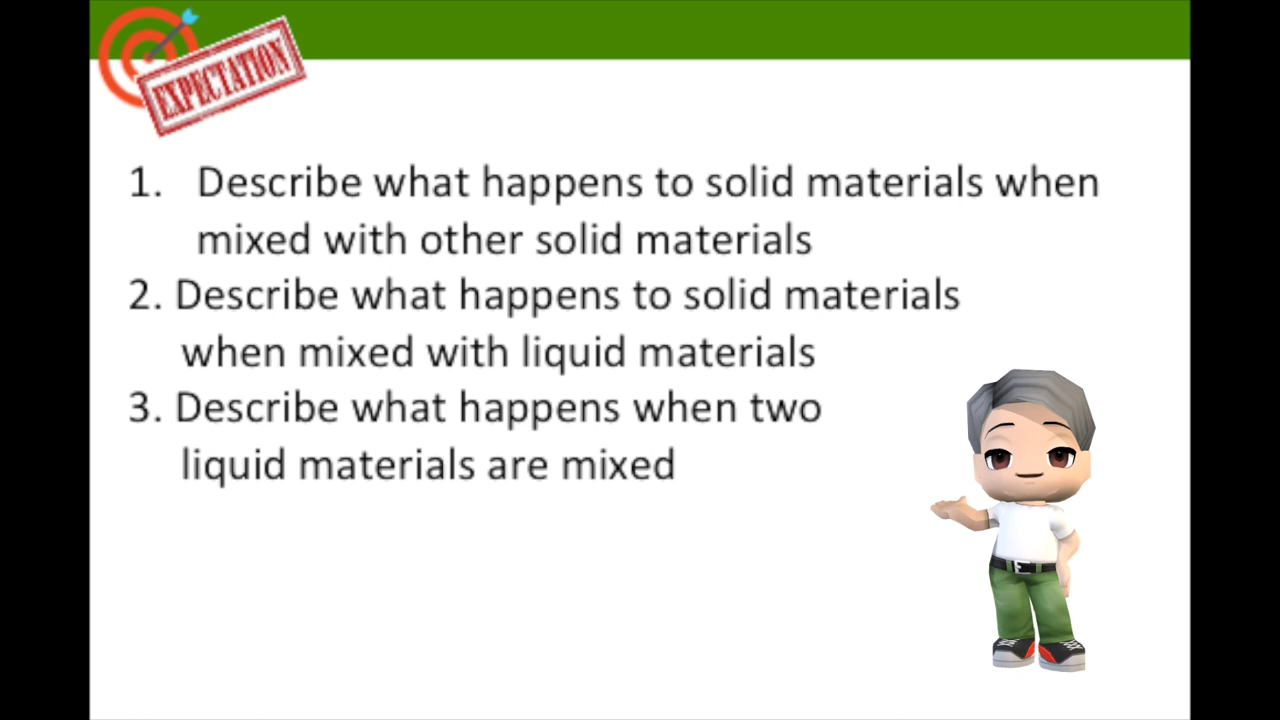 EXPECTATION
1. Describe what happens to solid materials when
mixed with other solid materials
2. Describe what happens to solid materials
when mixed with liquid materials
3. Describe what happens when two
liquid materials are mixed